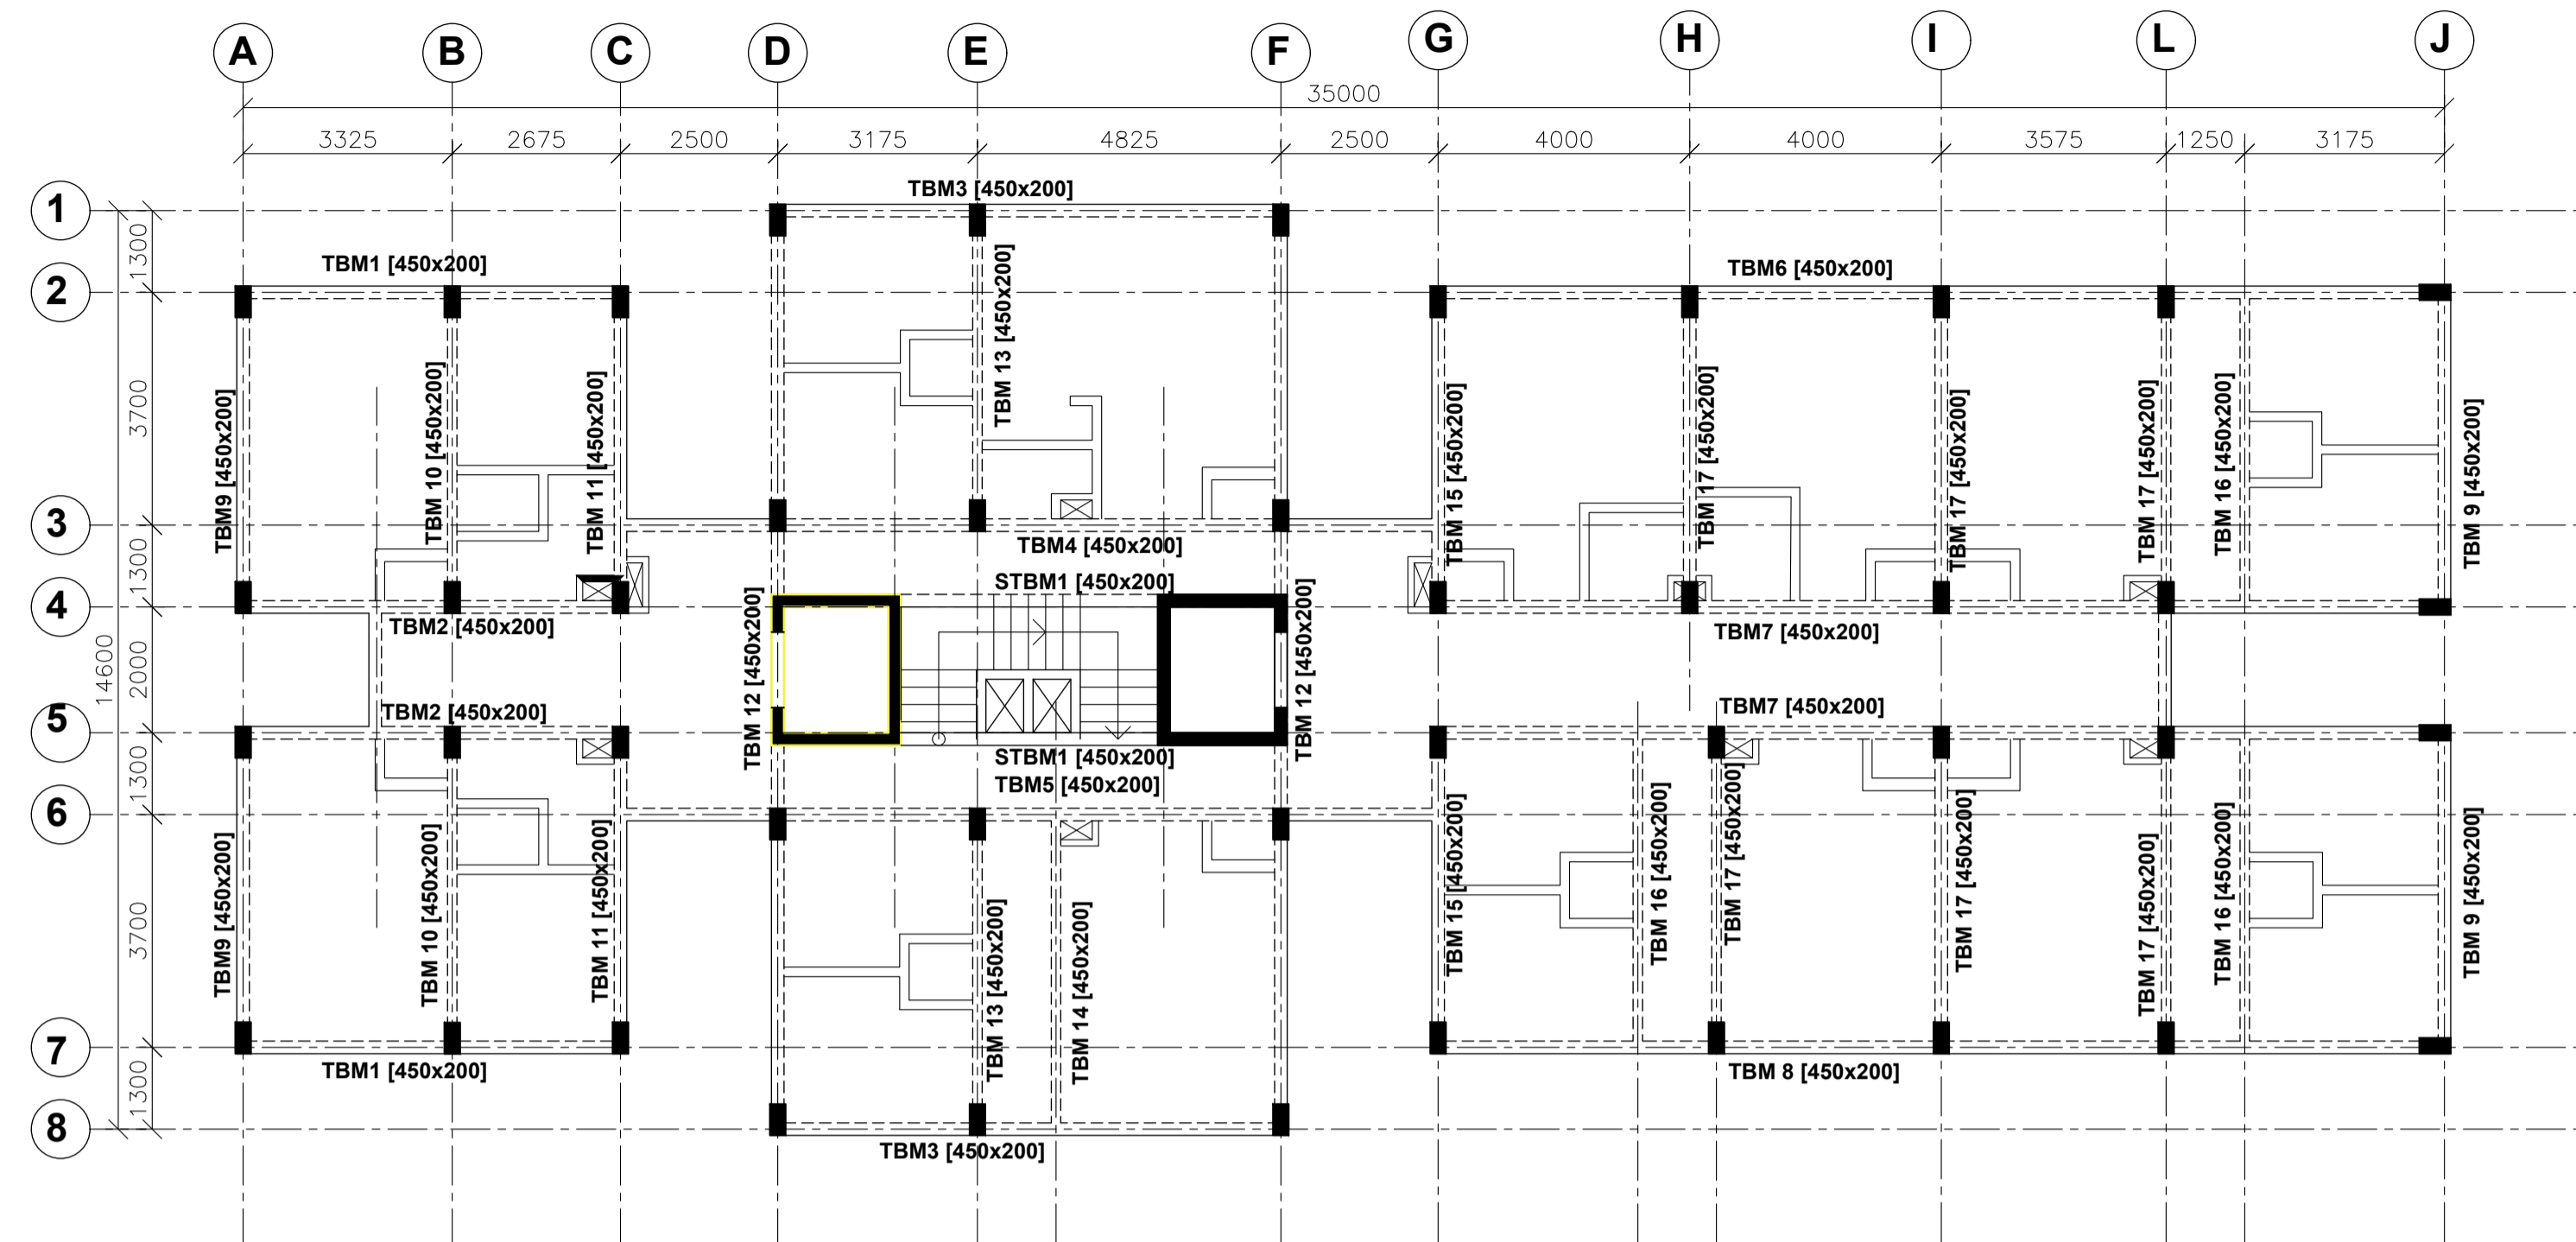 A
B
C
D
E
F
G
H
I
L
J
35000
3325
2675
2500
3175
4825
2500
4000
4000
3575
1250
3175
1
2
3
4
5
6
7
8
1300
3700
1300
2000
1300
3700
1300
14600
TBM3 [450x200]
TBM1 [450x200]
TBM6 [450x200]
TBM9 [450x200]
TBM 10 [450x200]
TBM 11 [450x200]
TBM 13 [450x200]
TBM 15 [450x200]
TBM 17 [450x200]
TBM 17 [450x200]
TBM 17 [450x200]
TBM 16 [450x200]
TBM 9 [450x200]
TBM4 [450x200]
STBM1 [450x200]
TBM2 [450x200]
TBM7 [450x200]
TBM 12 [450x200]
TBM 12 [450x200]
TBM2 [450x200]
TBM7 [450x200]
STBM1 [450x200]
TBM5 [450x200]
TBM9 [450x200]
TBM 10 [450x200]
TBM 11 [450x200]
TBM 13 [450x200]
TBM 14 [450x200]
TBM 15 [450x200]
TBM 16 [450x200]
TBM 17 [450x200]
TBM 17 [450x200]
TBM 17 [450x200]
TBM 16 [450x200]
TBM 9 [450x200]
TBM1 [450x200]
TBM 8 [450x200]
TBM3 [450x200]